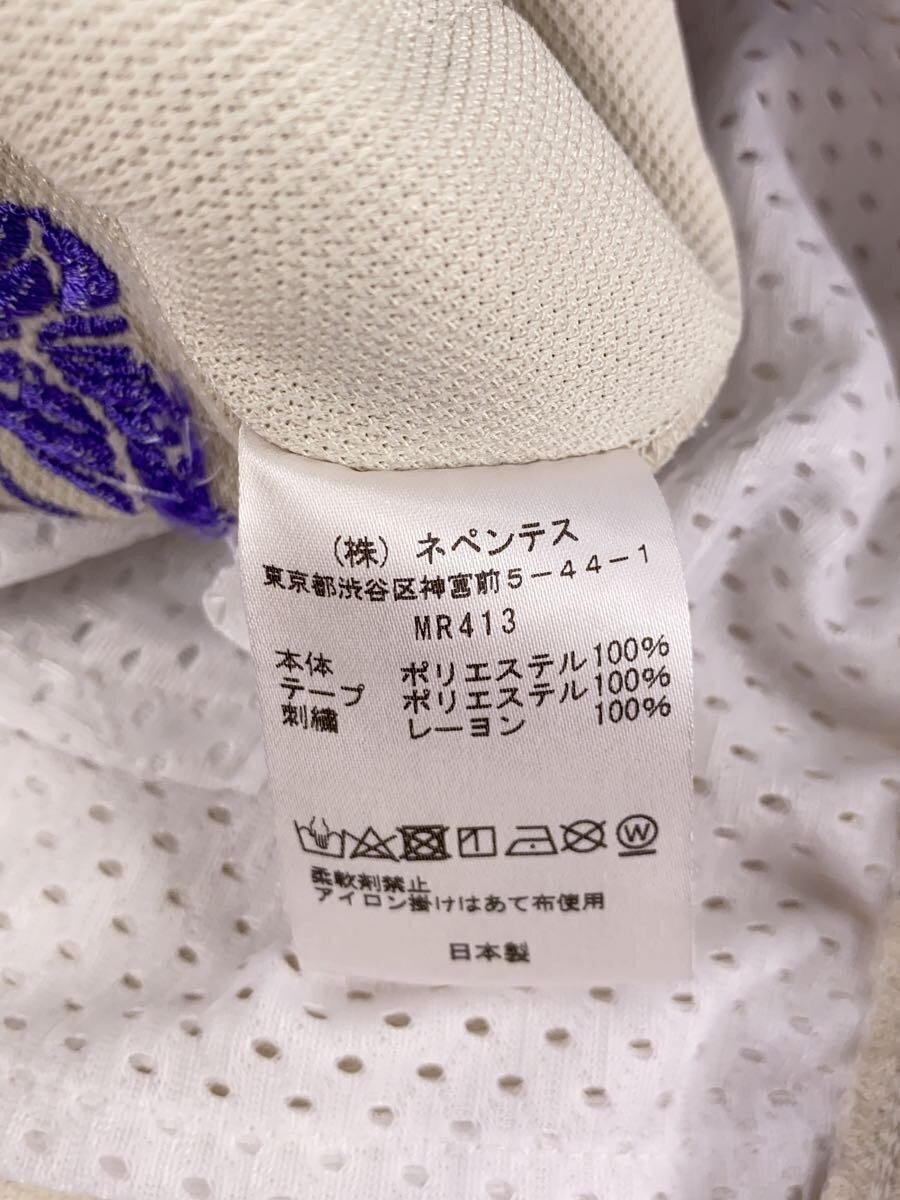 （株）ネペンテス
東京都渋谷区神宮前5-44-1
MR413
本体 ポリエステル100%
テープ ポリエステル100%
刺繍 レーヨン 100%
W
柔軟剤禁止
アイロン掛けはあて布使用
日本製